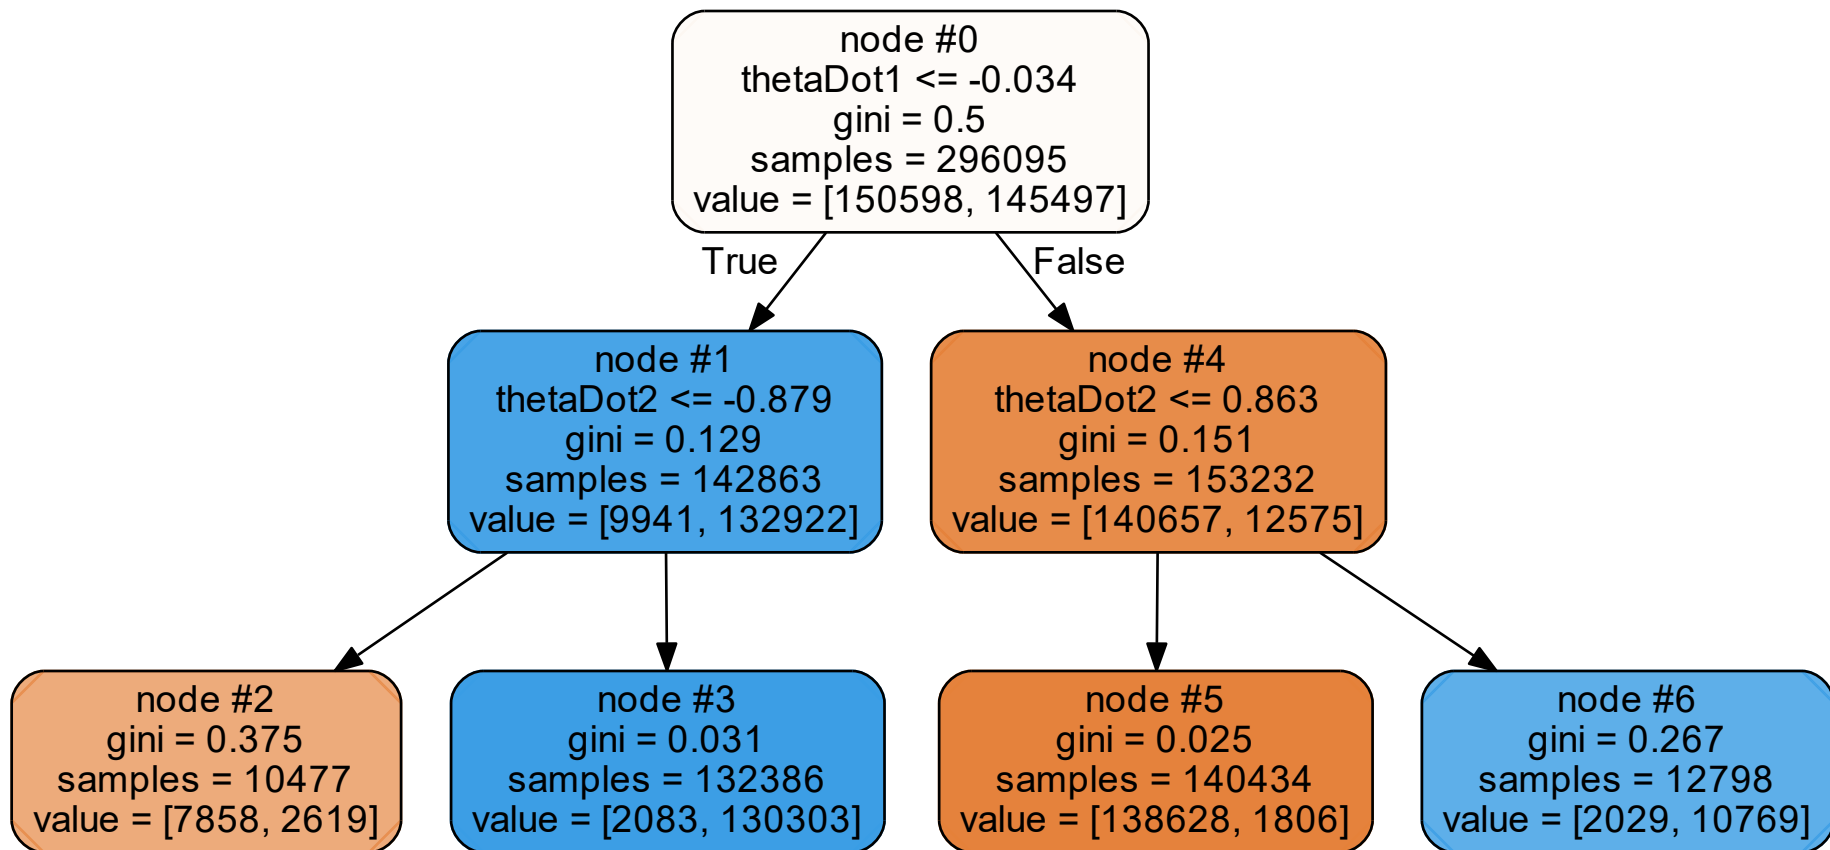 node #0
thetaDot1 <= -0.034
gini = 0.5
samples = 296095
value = [150598, 145497]
True
False
node #1
thetaDot2 <= -0.879
gini = 0.129
samples = 142863
value = [9941, 132922]
node #4
thetaDot2 <= 0.863
gini = 0.151
samples = 153232
value = [140657, 12575]
node #2
gini = 0.375
samples = 10477
value = [7858, 2619]
node #3
gini = 0.031
samples = 132386
value = [2083, 130303]
node #5
gini = 0.025
samples = 140434
value = [138628, 1806]
node #6
gini = 0.267
samples = 12798
value = [2029, 10769]